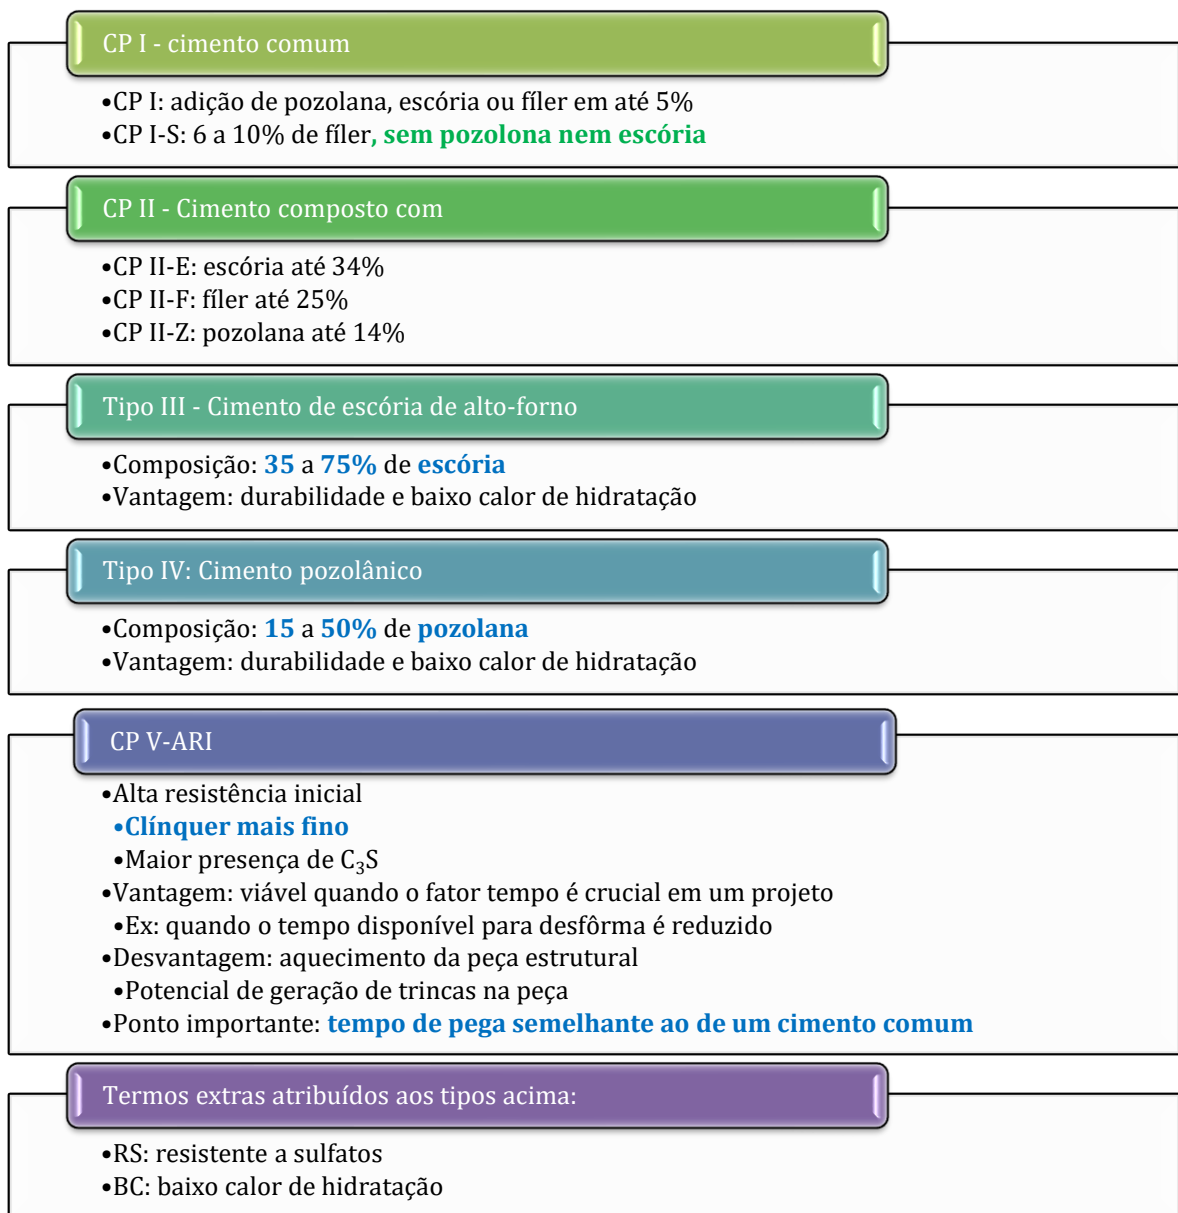 CP I - cimento comum
•CP I: adição de pozolana, escória ou fíler em até 5%
•CP I-S: 6 a 10% de fíler, sem pozolona nem escória
CP II - Cimento composto com
•CP II-E: escória até 34%
•CP II-F: fíler até 25%
•CP II-Z: pozolana até 14%
Tipo III - Cimento de escória de alto-forno
•Composição: 35 a 75% de escória
•Vantagem: durabilidade e baixo calor de hidratação
Tipo IV: Cimento pozolânico
•Composição: 15 a 50% de pozolana
•Vantagem: durabilidade e baixo calor de hidratação
CP V-ARI
•Alta resistência inicial
•Clínquer mais fino
•Maior presença de C₃S
•Vantagem: viável quando o fator tempo é crucial em um projeto
•Ex: quando o tempo disponível para desfôrma é reduzido
•Desvantagem: aquecimento da peça estrutural
•Potencial de geração de trincas na peça
•Ponto importante: tempo de pega semelhante ao de um cimento comum
Termos extras atribuídos aos tipos acima:
•RS: resistente a sulfatos
•BC: baixo calor de hidratação